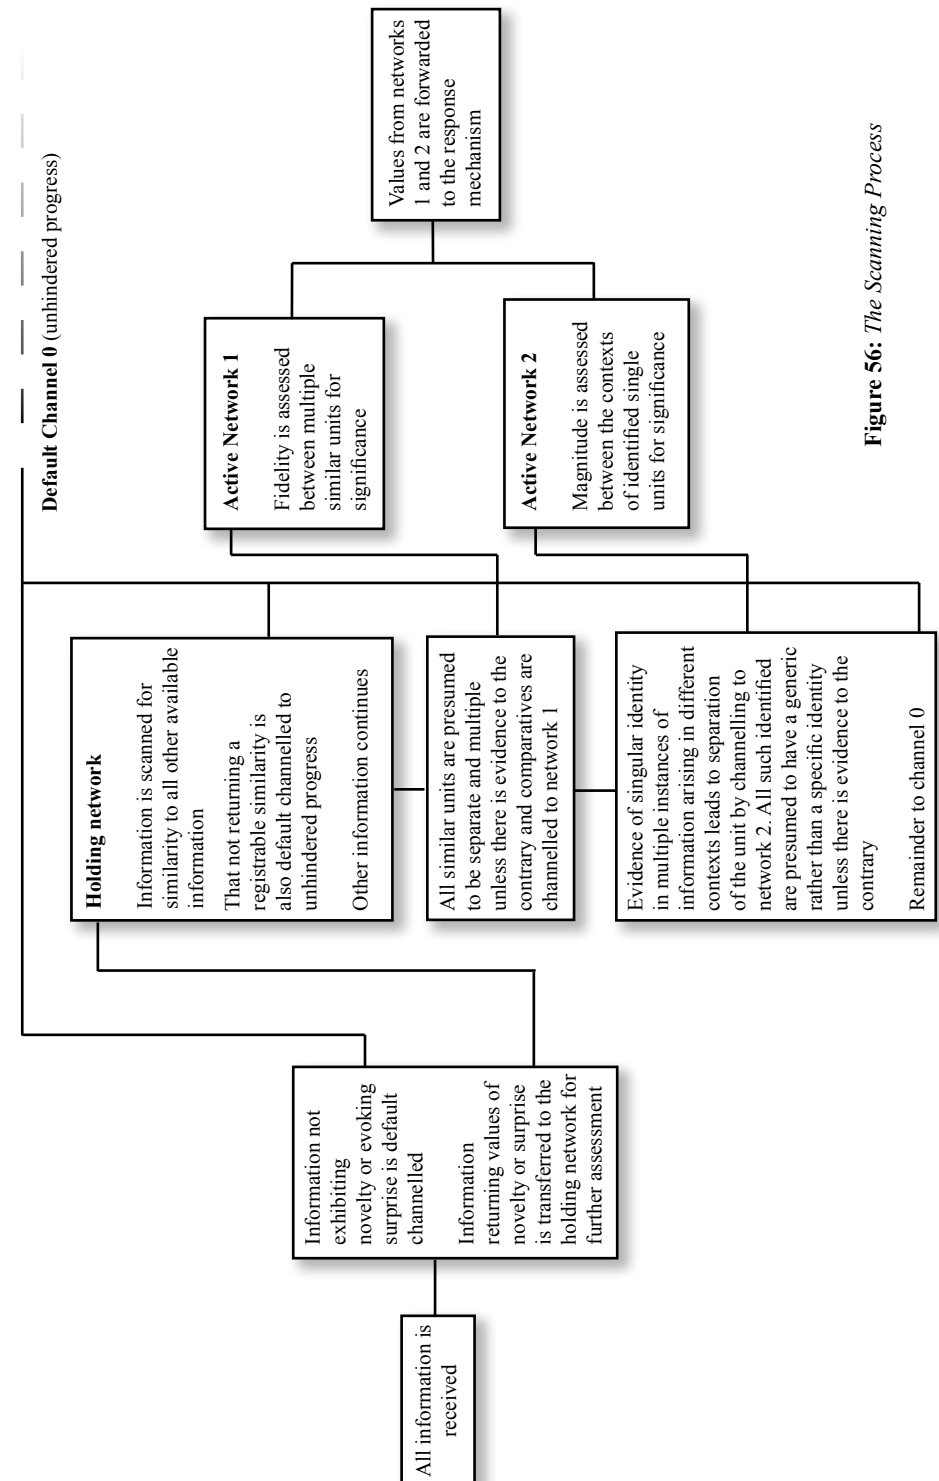 All information is
received
Information not
exhibiting
novelty or evoking
surprise is default
channelled
Information
returning values of
novelty or surprise
is transferred to the
holding network for
further assessment
Default Channel 0 (unhindered progress)
Holding network
Information is scanned for
similarity to all other available
information
That not returning a
registrable similarity is
also default channelled to
unhindered progress
Other information continues
All similar units are presumed
to be separate and multiple
unless there is evidence to the
contrary and comparatives are
channelled to network 1
Evidence of singular identity
in multiple instances of
information arising in different
contexts leads to separation
of the unit by channelling to
network 2. All such identified
are presumed to have a generic
rather than a specific identity
unless there is evidence to the
contrary
Remainder to channel 0
Active Network 1
Fidelity is assessed
between multiple
similar units for
significance
Active Network 2
Magnitude is assessed
between the contexts
of identified single
units for significance
Values from networks
1 and 2 are forwarded
to the response
mechanism
Figure 56: The Scanning Process